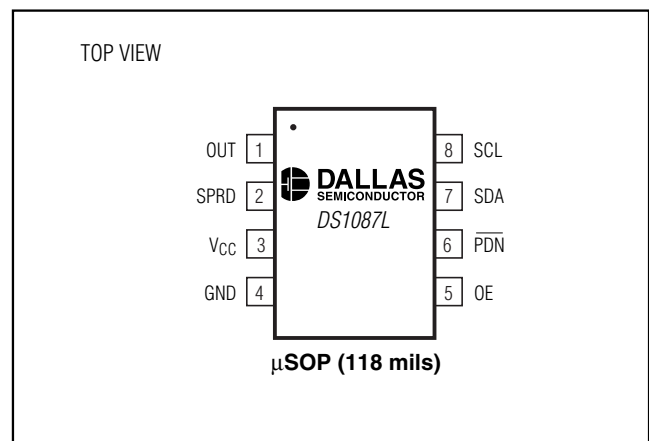 TOP VIEW
OUT 1
8 SCL
SPRD 2
DALLAS
SEMICONDUCTOR
7 SDA
DS1087L
VCC 3
6 PDN
GND 4
5 OE
μSOP (118 mils)